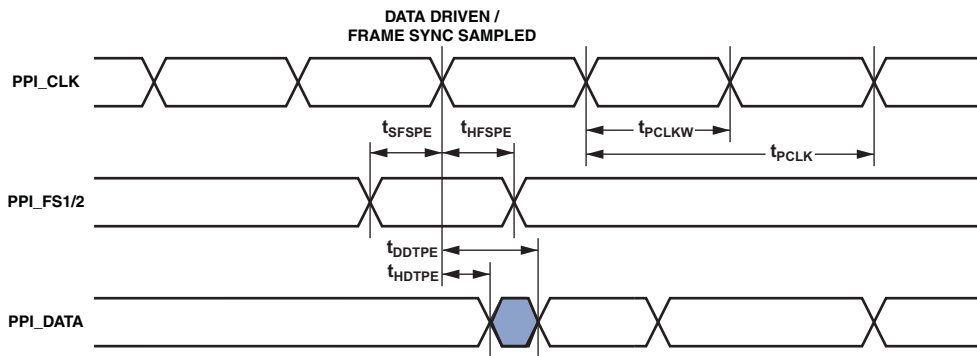 DATA DRIVEN /
FRAME SYNC SAMPLED
PPI_CLK
tSFSPE
tHFSPE
tPCLKW
tPCLK
PPI_FS1/2
tDDTPE
tHDTPE
PPI_DATA